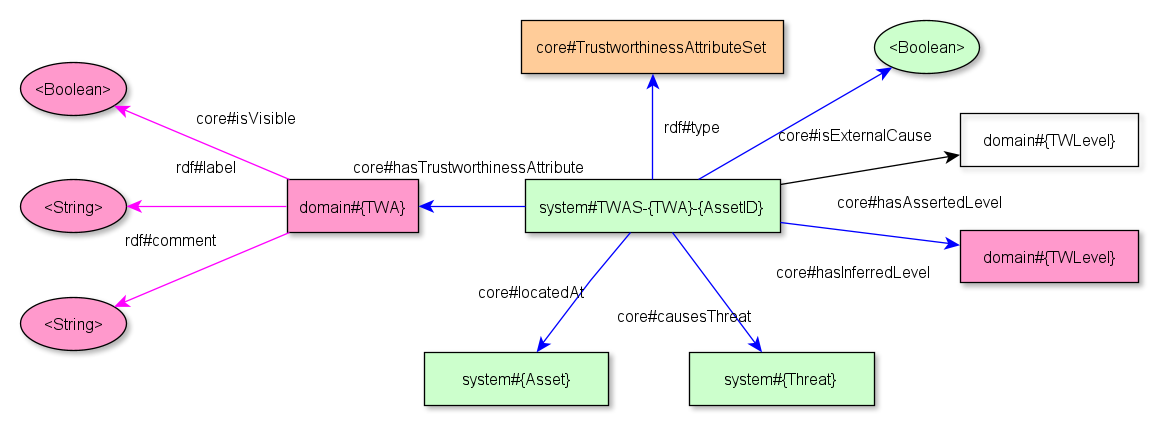 core#TrustworthinessAttributeSet
<Boolean>
<Boolean>
core#isVisible
rdf#type
core#isExternalCause
domain#{TWLevel}
rdf#label
core#hasTrustworthinessAttribute
<String>
domain#{TWA}
system#TWAS-{TWA}-{AssetID}
core#hasAssertedLevel
rdf#comment
domain#{TWLevel}
core#hasInferredLevel
core#locatedAt
core#causesThreat
<String>
system#{Asset}
system#{Threat}